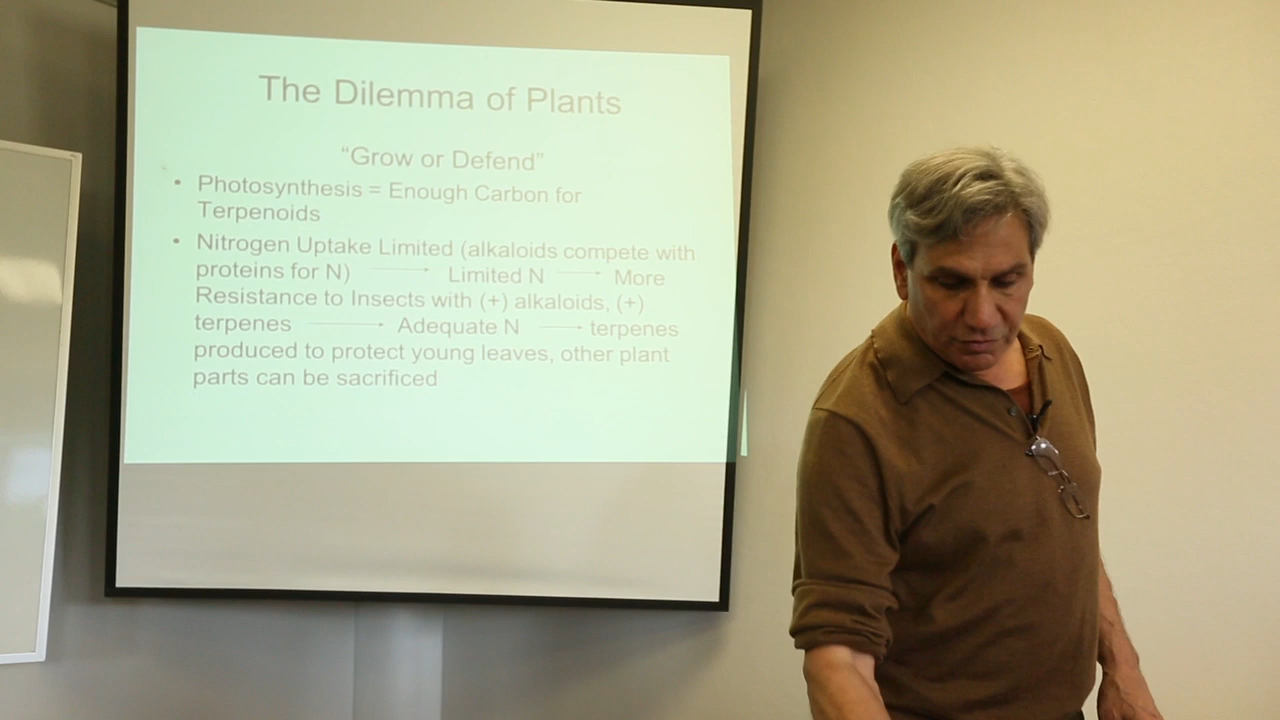 The Dilemma of Plants
“Grow or Defend”
• Photosynthesis = Enough Carbon for
Terpenoids
• Nitrogen Uptake Limited (alkaloids compete with
proteins for N) → Limited N → More
Resistance to Insects with (+) alkaloids, (+)
terpenes → Adequate N → terpenes
produced to protect young leaves, other plant
parts can be sacrificed